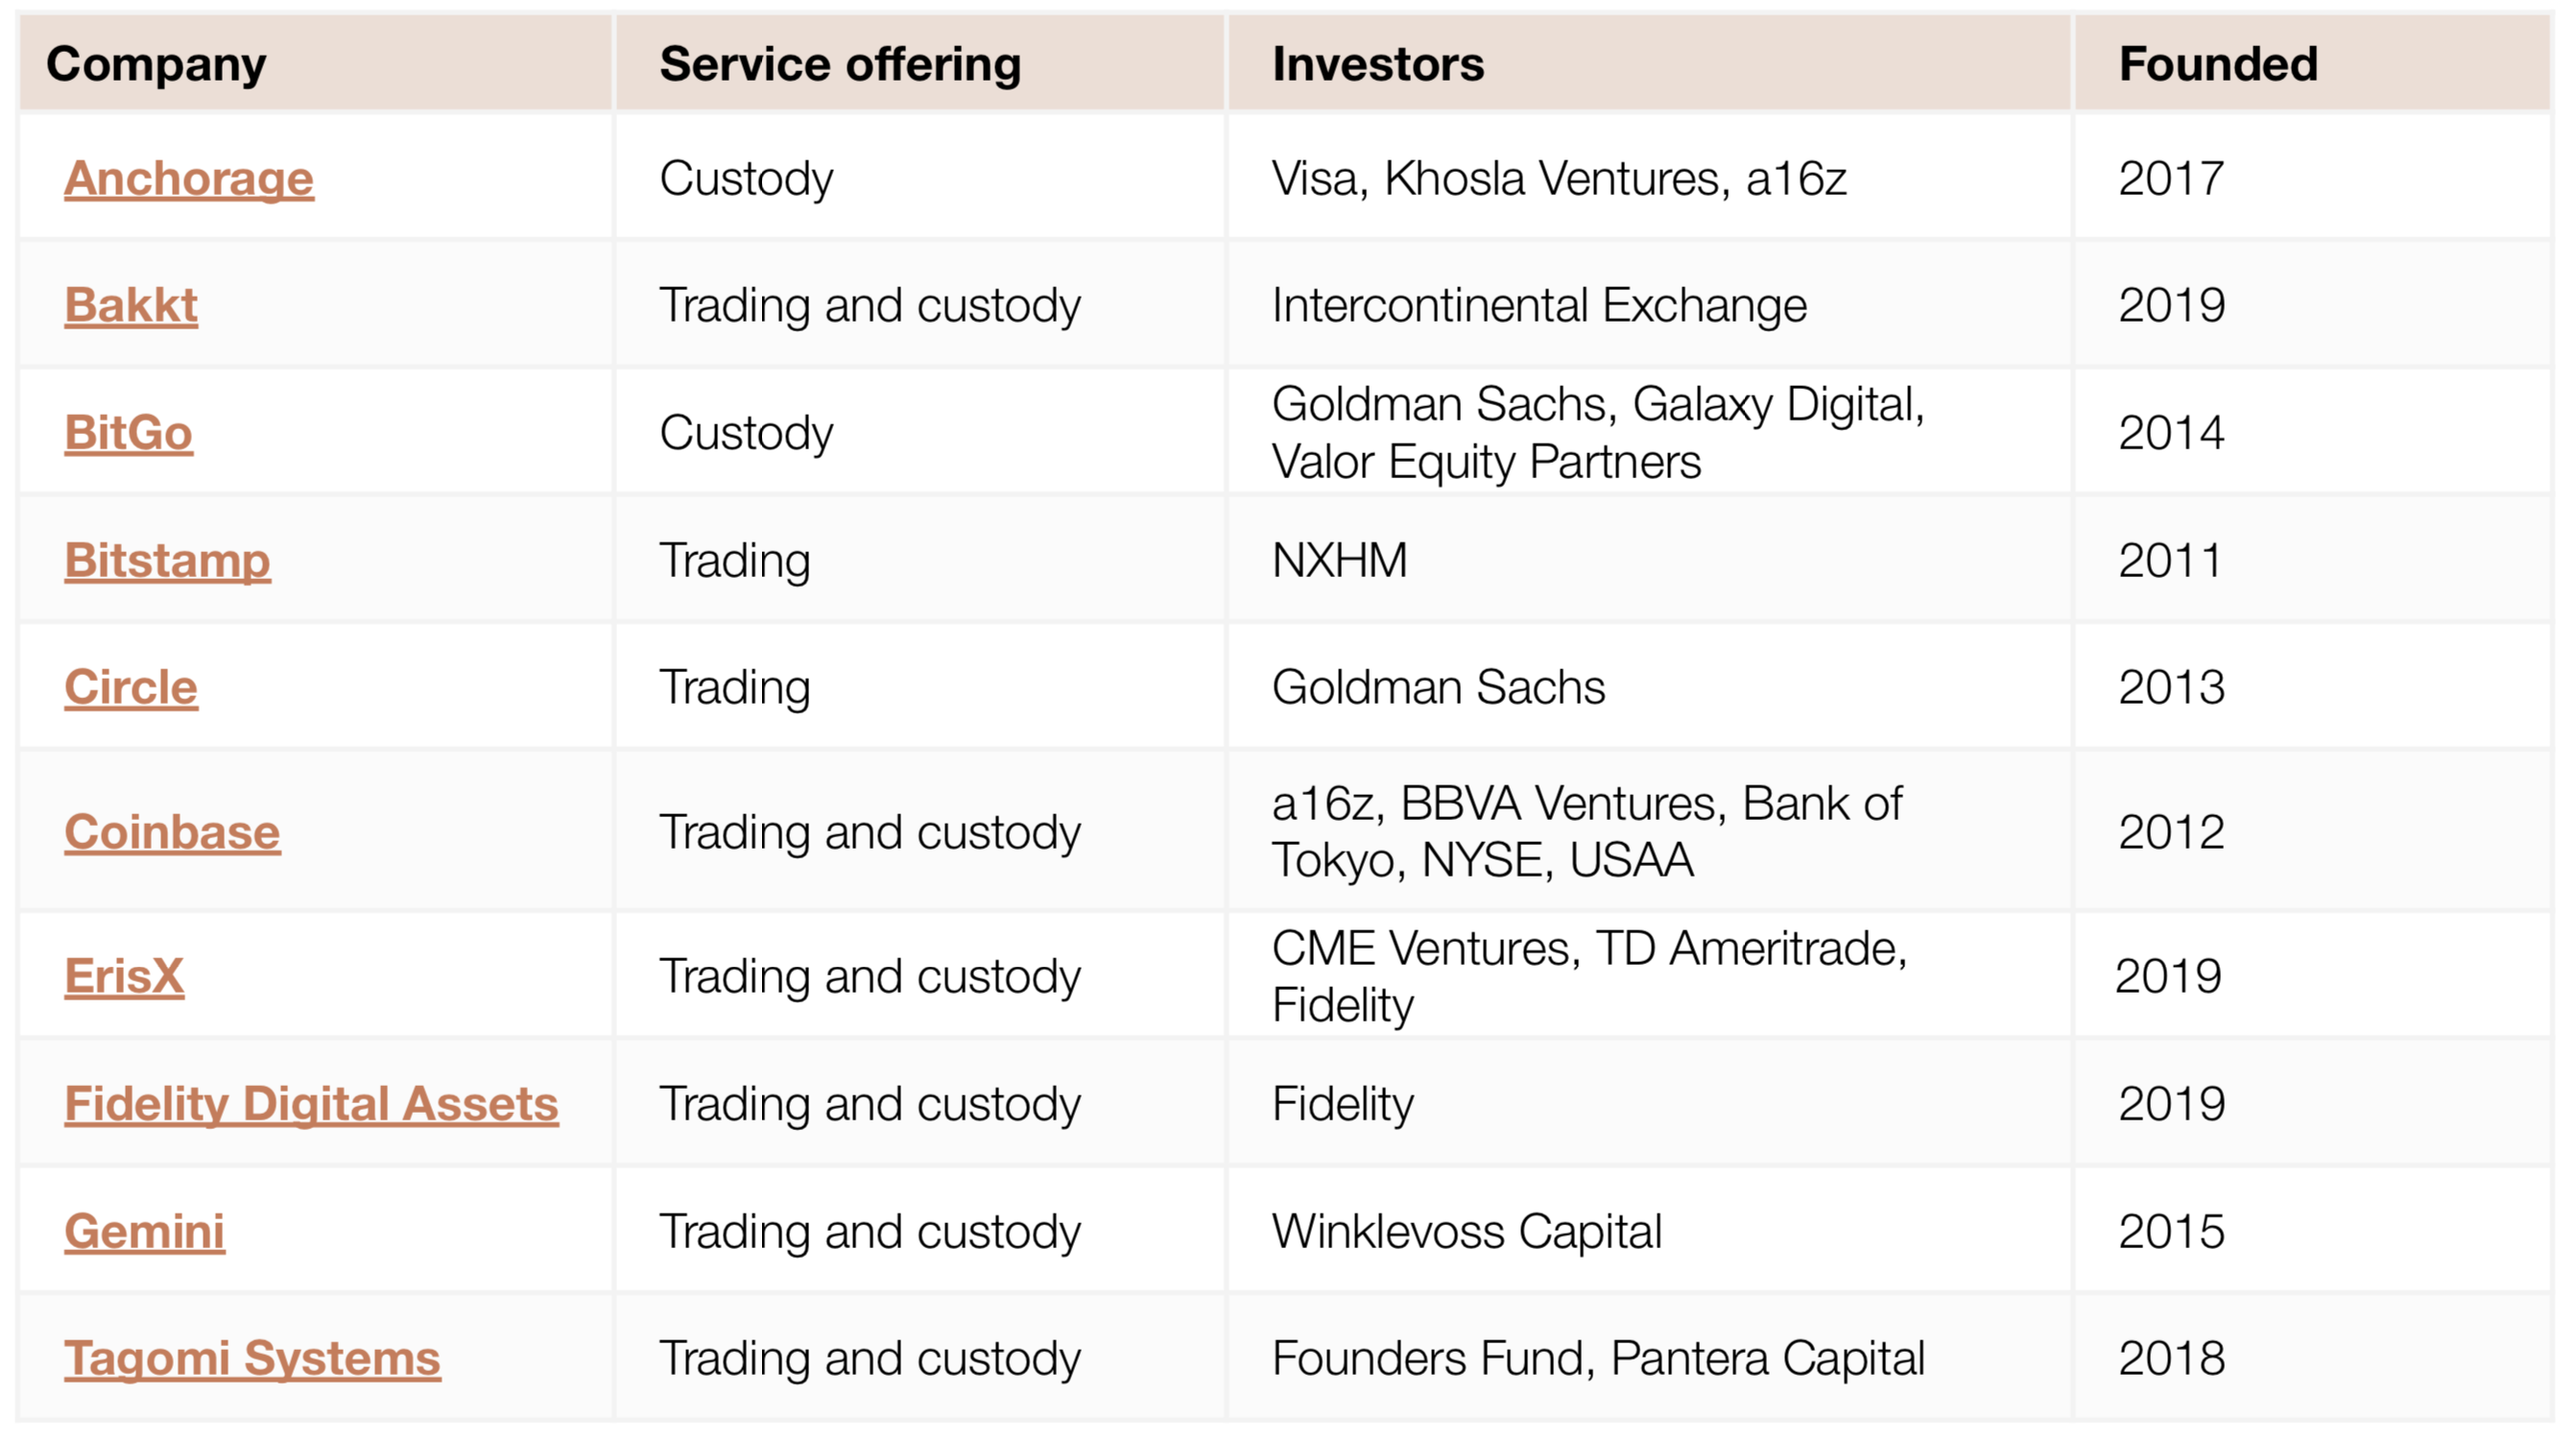 Company Service offering Investors Founded
Anchorage Custody Visa, Khosla Ventures, a16z 2017
Bakkt Trading and custody Intercontinental Exchange 2019
BitGo Custody Goldman Sachs, Galaxy Digital,
Valor Equity Partners 2014
Bitstamp Trading NXHM 2011
Circle Trading Goldman Sachs 2013
Coinbase Trading and custody a16z, BBVA Ventures, Bank of
Tokyo, NYSE, USAA 2012
ErisX Trading and custody CME Ventures, TD Ameritrade,
Fidelity 2019
Fidelity Digital Assets Trading and custody Fidelity 2019
Gemini Trading and custody Winklevoss Capital 2015
Tagomi Systems Trading and custody Founders Fund, Pantera Capital 2018